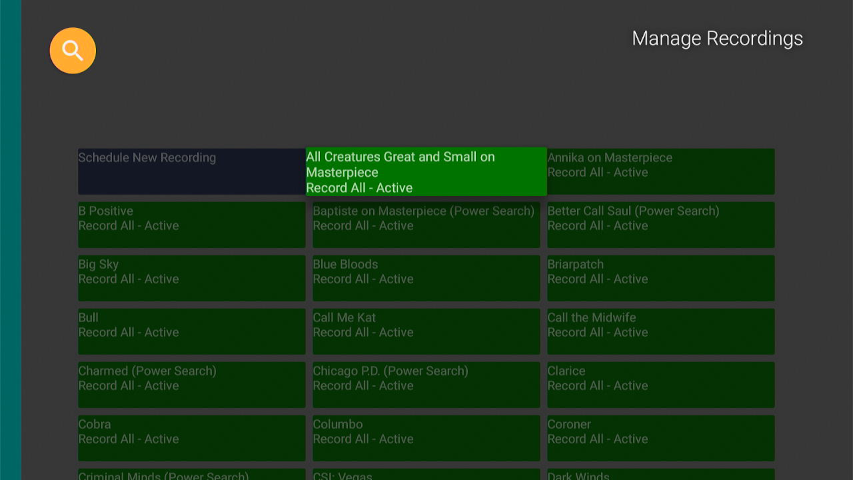 Manage Recordings
Schedule New Recording
All Creatures Great and Small on
Masterpiece
Record All - Active
Annika on Masterpiece
Record All - Active
B Positive
Record All - Active
Baptiste on Masterpiece (Power Search)
Record All - Active
Better Call Saul (Power Search)
Record All - Active
Big Sky
Record All - Active
Blue Bloods
Record All - Active
Briarpatch
Record All - Active
Bull
Record All - Active
Call Me Kat
Record All - Active
Call the Midwife
Record All - Active
Charmed (Power Search)
Record All - Active
Chicago P.D. (Power Search)
Record All - Active
Clarice
Record All - Active
Cobra
Record All - Active
Columbo
Record All - Active
Coroner
Record All - Active
Criminal Minds (Power Search)
CSI: Vegas
Dark Winds